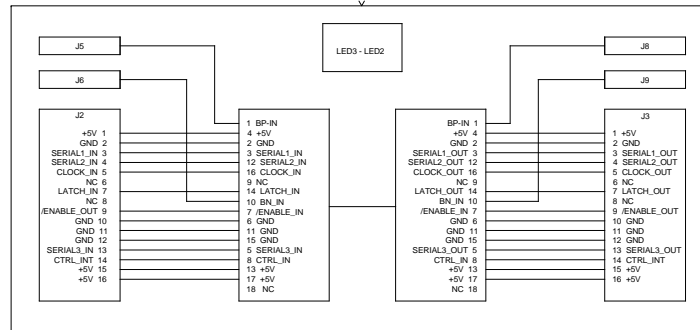 J5
J6
LED3 - LED2
J8
J9
J2
+5V 1
GND 2
SERIAL1_IN 3
SERIAL2_IN 4
CLOCK_IN 5
NC 6
LATCH_IN 7
NC 8
/ENABLE_OUT 9
GND 10
GND 11
GND 12
SERIAL3_IN 13
CTRL_INT 14
+5V 15
+5V 16
1 BP-IN
4 +5V
2 GND
3 SERIAL1_IN
12 SERIAL2_IN
16 CLOCK_IN
9 NC
14 LATCH_IN
10 BN_IN
7 /ENABLE_IN
6 GND
11 GND
15 GND
5 SERIAL3_IN
8 CTRL_IN
13 +5V
17 +5V
18 NC
BP-IN 1
+5V 4
GND 2
SERIAL1_OUT 3
SERIAL2_OUT 12
CLOCK_OUT 16
NC 9
LATCH_OUT 14
BN_IN 10
/ENABLE_IN 7
GND 6
GND 11
GND 15
SERIAL3_OUT 5
CTRL_IN 8
+5V 13
+5V 17
NC 18
J3
1 +5V
2 GND
3 SERIAL1_OUT
4 SERIAL2_OUT
5 CLOCK_OUT
6 NC
7 LATCH_OUT
8 NC
9 /ENABLE_OUT
10 GND
11 GND
12 GND
13 SERIAL3_OUT
14 CTRL_INT
15 +5V
16 +5V